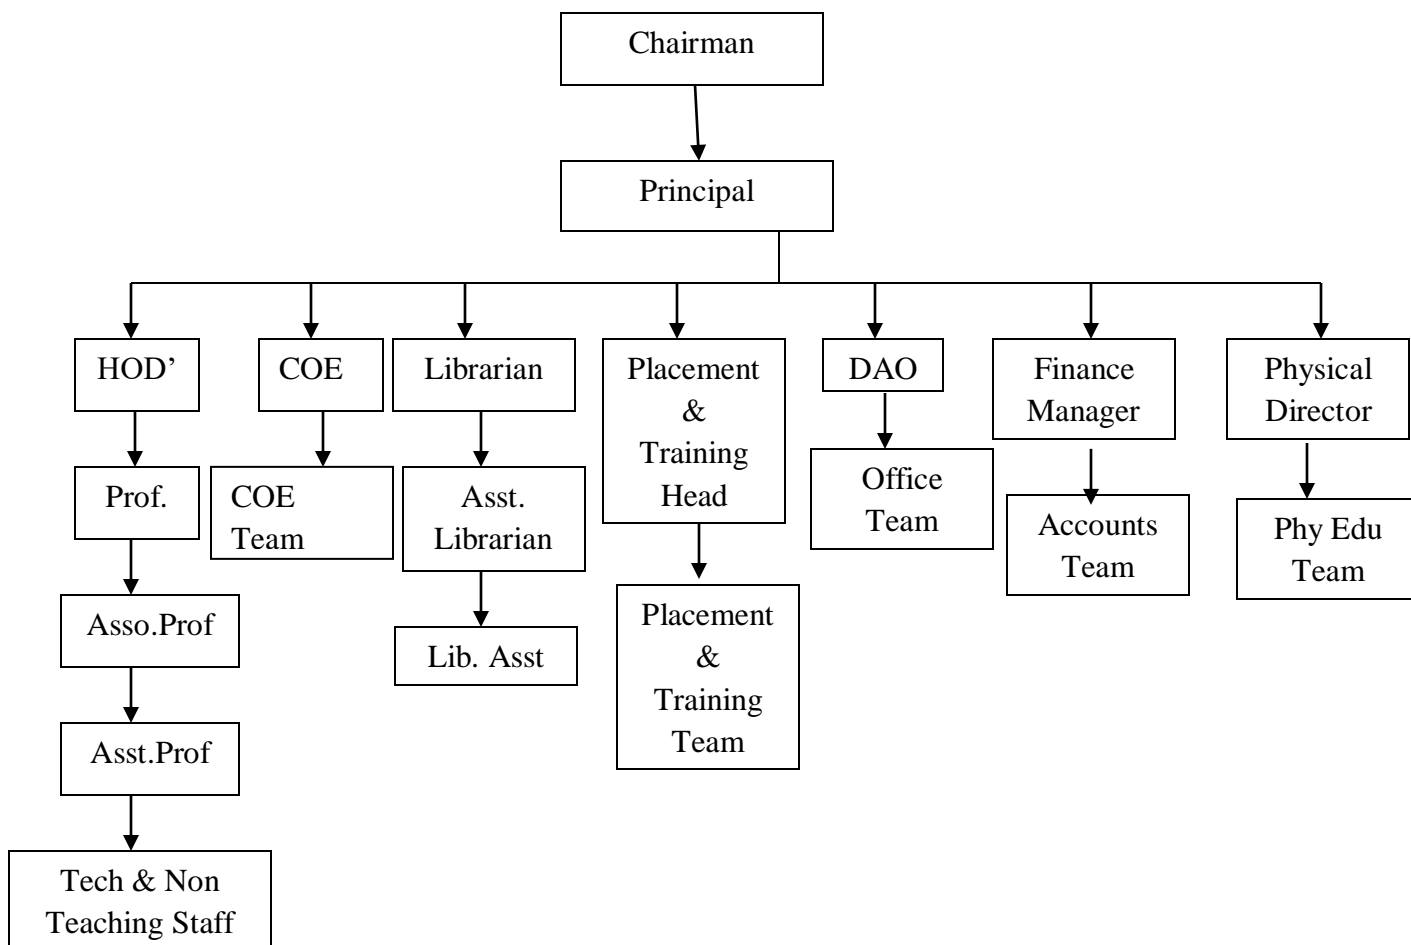 Chairman
Principal
HOD’
COE
Librarian
Placement
&
Training
Head
DAO
Finance
Manager
Physical
Director
Prof.
COE
Team
Asst.
Librarian
Office
Team
Accounts
Team
Phy Edu
Team
Asso.Prof
Lib. Asst
Placement
&
Training
Team
Asst.Prof
Tech & Non
Teaching Staff